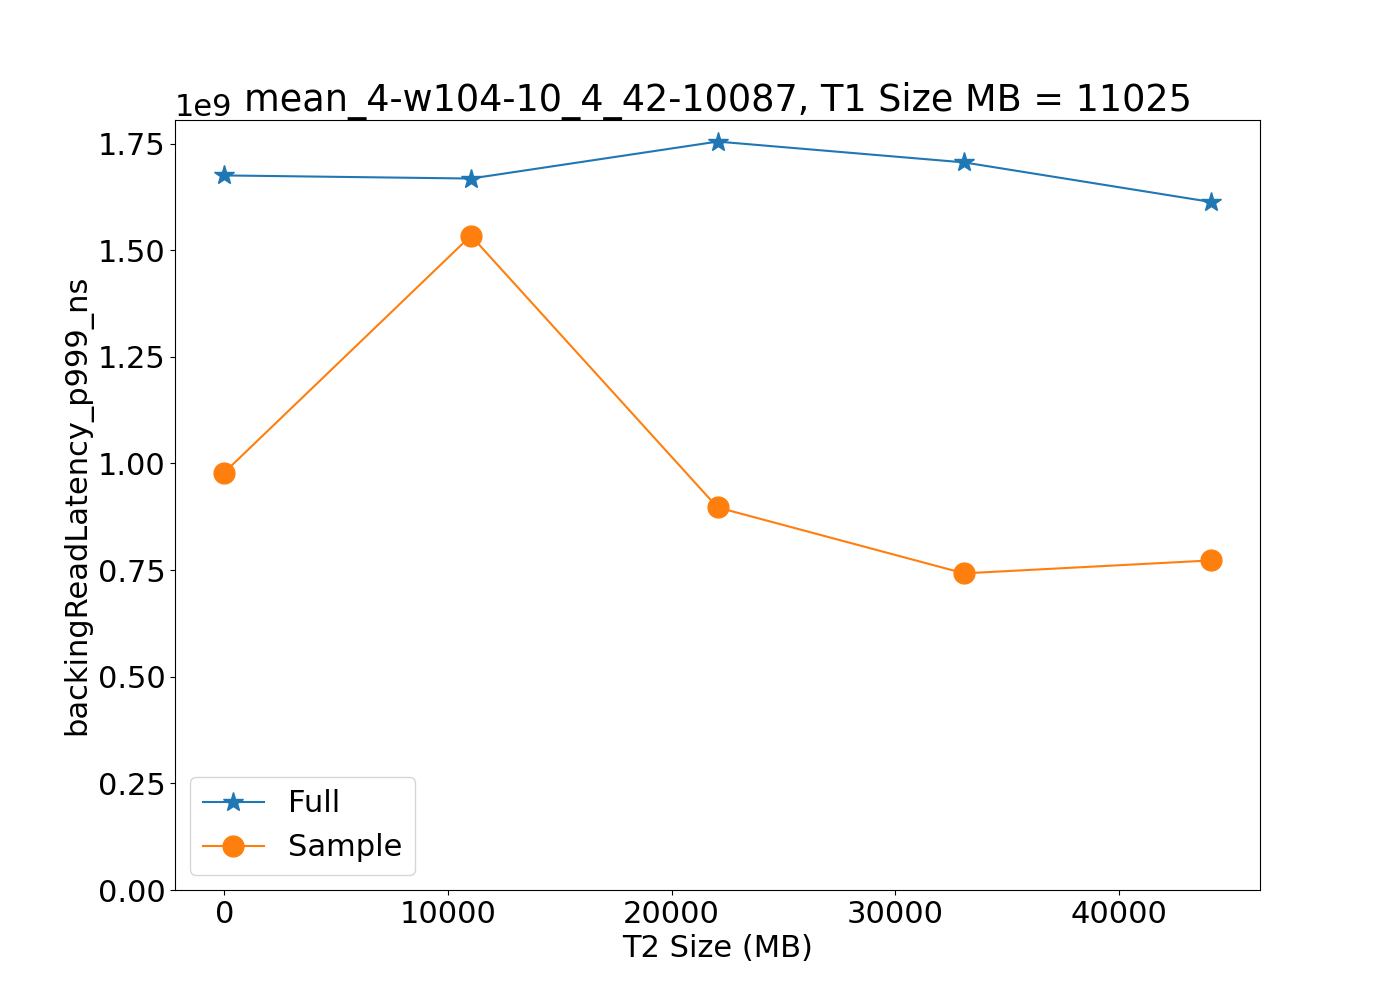 1e9 mean_4-w104-10_4_42-10087, T1 Size MB = 11025
1.75
1.50
1.25
1.00
0.75
0.50
0.25
0.00
backingReadLatency_p999_ns
Full
Sample
0 10000 20000 30000 40000
T2 Size (MB)